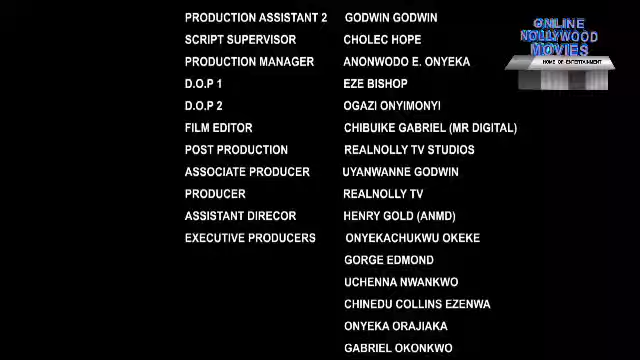 PRODUCTION ASSISTANT 2 GODWIN GODWIN
SCRIPT SUPERVISOR CHOLEC HOPE
PRODUCTION MANAGER ANONWODO E. ONYEKA
D.O.P 1 EZE BISHOP
D.O.P 2 OGAZI ONYIMONYI
FILM EDITOR CHIBUIKE GABRIEL (MR DIGITAL)
POST PRODUCTION REALNOLLY TV STUDIOS
ASSOCIATE PRODUCER UYANWANNE GODWIN
PRODUCER REALNOLLY TV
ASSISTANT DIRECOR HENRY GOLD (ANMD)
EXECUTIVE PRODUCERS ONYEKACHUKWU OKEKE
GORGE EDMOND
UCHENNA NWANKWO
CHINEDU COLLINS EZENWA
ONYEKA ORAJIAKA
GABRIEL OKONKWO
ONLINE
NOLLYWOOD
MOVIES
HOME OF ENTERTAINMENT